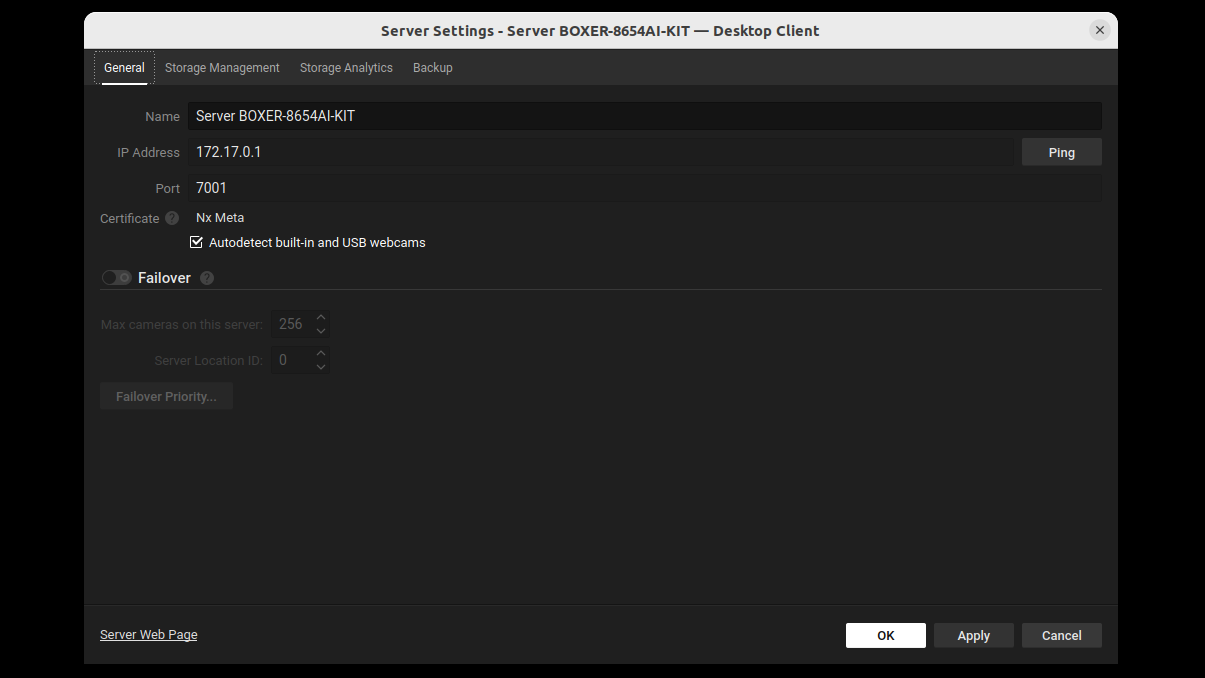 Server Settings - Server BOXER-8654AI-KIT — Desktop Client
General Storage Management Storage Analytics Backup
Name Server BOXER-8654AI-KIT
IP Address 172.17.0.1 Ping
Port 7001
Certificate ? Nx Meta
Autodetect built-in and USB webcams
Failover ?
Max cameras on this server: 256
Server Location ID: 0
Failover Priority...
Server Web Page OK Apply Cancel